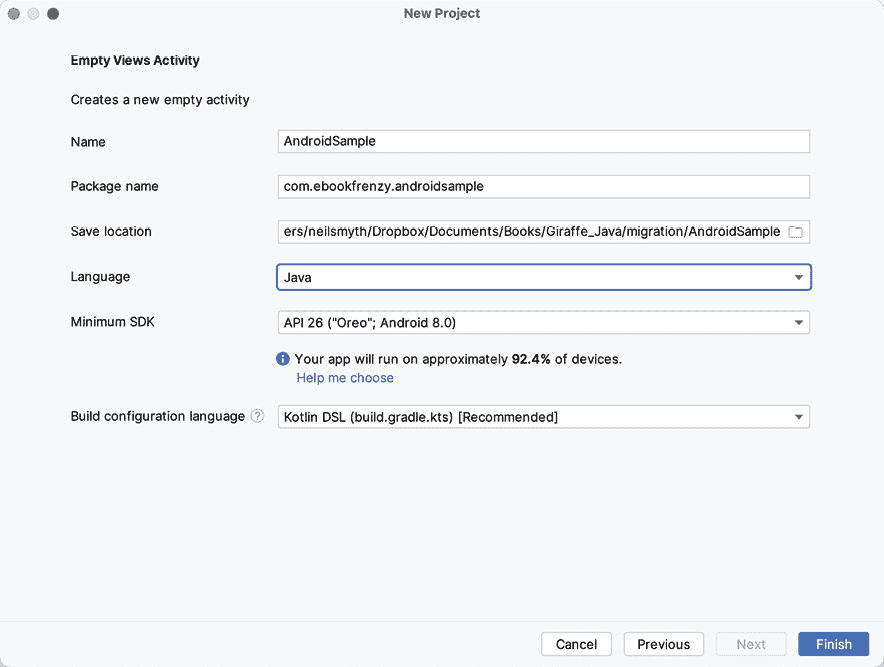 New Project
Empty Views Activity
Creates a new empty activity
Name
AndroidSample
Package name
com.ebookfrenzy.androidsample
Save location
ers/neilsmyth/Dropbox/Documents/Books/Giraffe_Java/migration/AndroidSample
Language
Java
Minimum SDK
API 26 ("Oreo"; Android 8.0)
Your app will run on approximately 92.4% of devices.
Help me choose
Build configuration language ?
Kotlin DSL (build.gradle.kts) [Recommended]
Cancel
Previous
Next
Finish